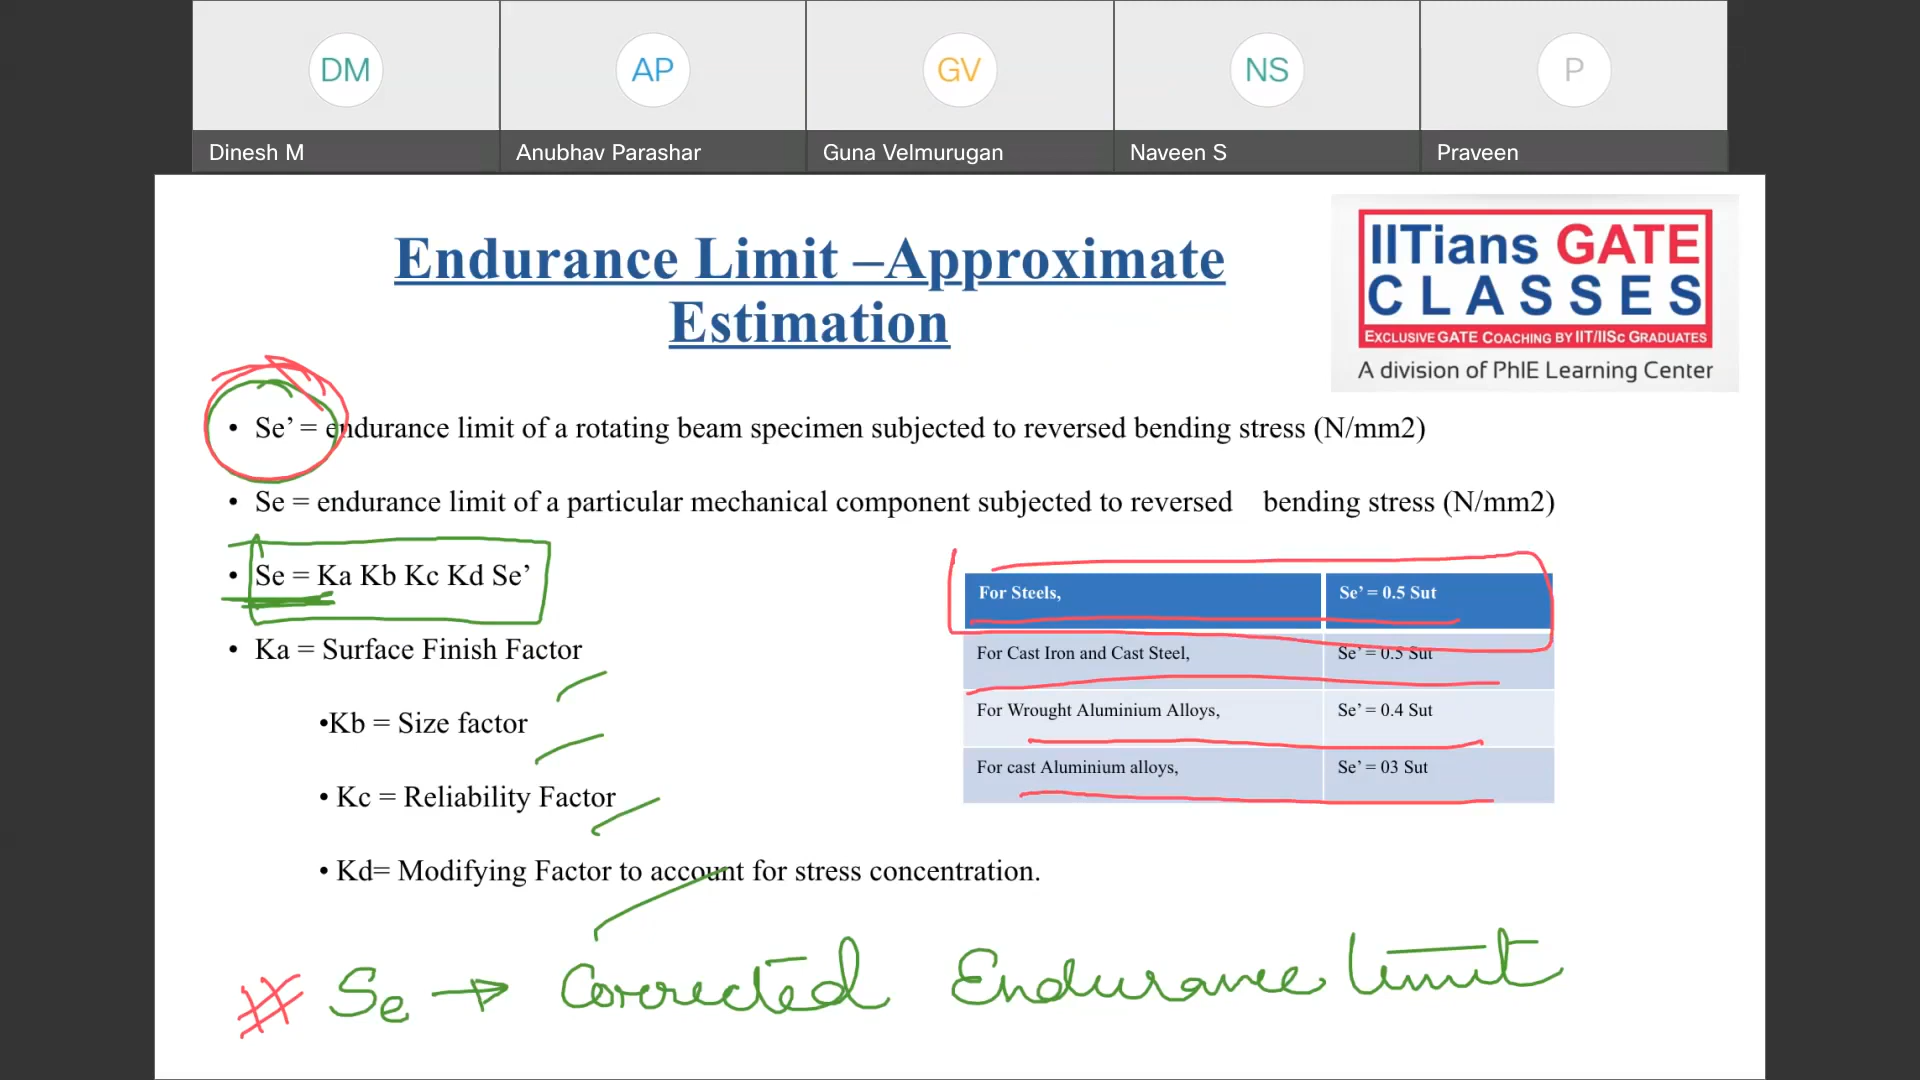 DM
AP
GV
NS
P
Dinesh M
Anubhav Parashar
Guna Velmurugan
Naveen S
Praveen
Endurance Limit –Approximate
Estimation
IITians GATE
CLASSES
EXCLUSIVE GATE COACHING BY IIT/IISc GRADUATES
A division of PhIE Learning Center
• Se’ = endurance limit of a rotating beam specimen subjected to reversed bending stress (N/mm2)
• Se = endurance limit of a particular mechanical component subjected to reversed bending stress (N/mm2)
• Se = Ka Kb Kc Kd Se’
• Ka = Surface Finish Factor
•Kb = Size factor
• Kc = Reliability Factor
• Kd= Modifying Factor to account for stress concentration.
For Steels, Se’ = 0.5 Sut
For Cast Iron and Cast Steel, Se’ = 0.5 Sut
For Wrought Aluminium Alloys, Se’ = 0.4 Sut
For cast Aluminium alloys, Se’ = 03 Sut
# Se → Corrected Endurance limit